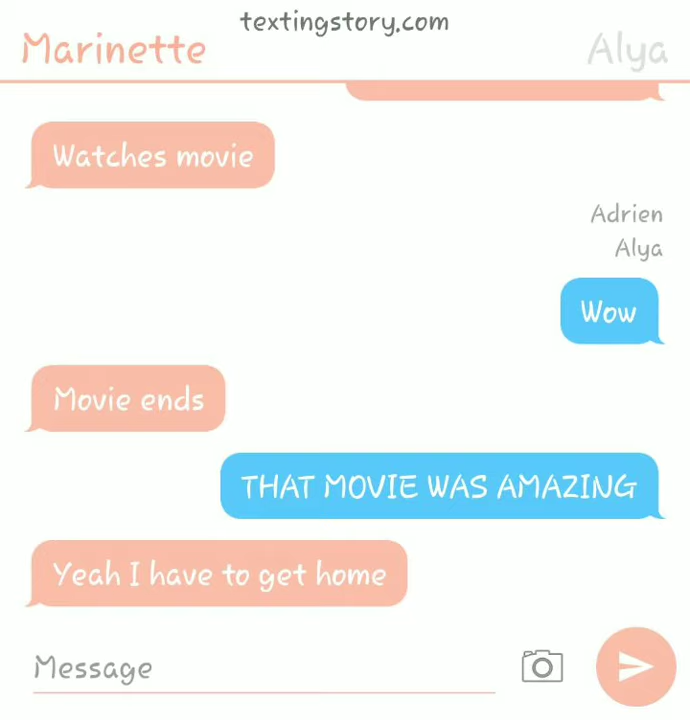 textingstory.com
Marinette
Alya
Watches movie
Adrien
Alya
Wow
Movie ends
THAT MOVIE WAS AMAZING
Yeah I have to get home
Message